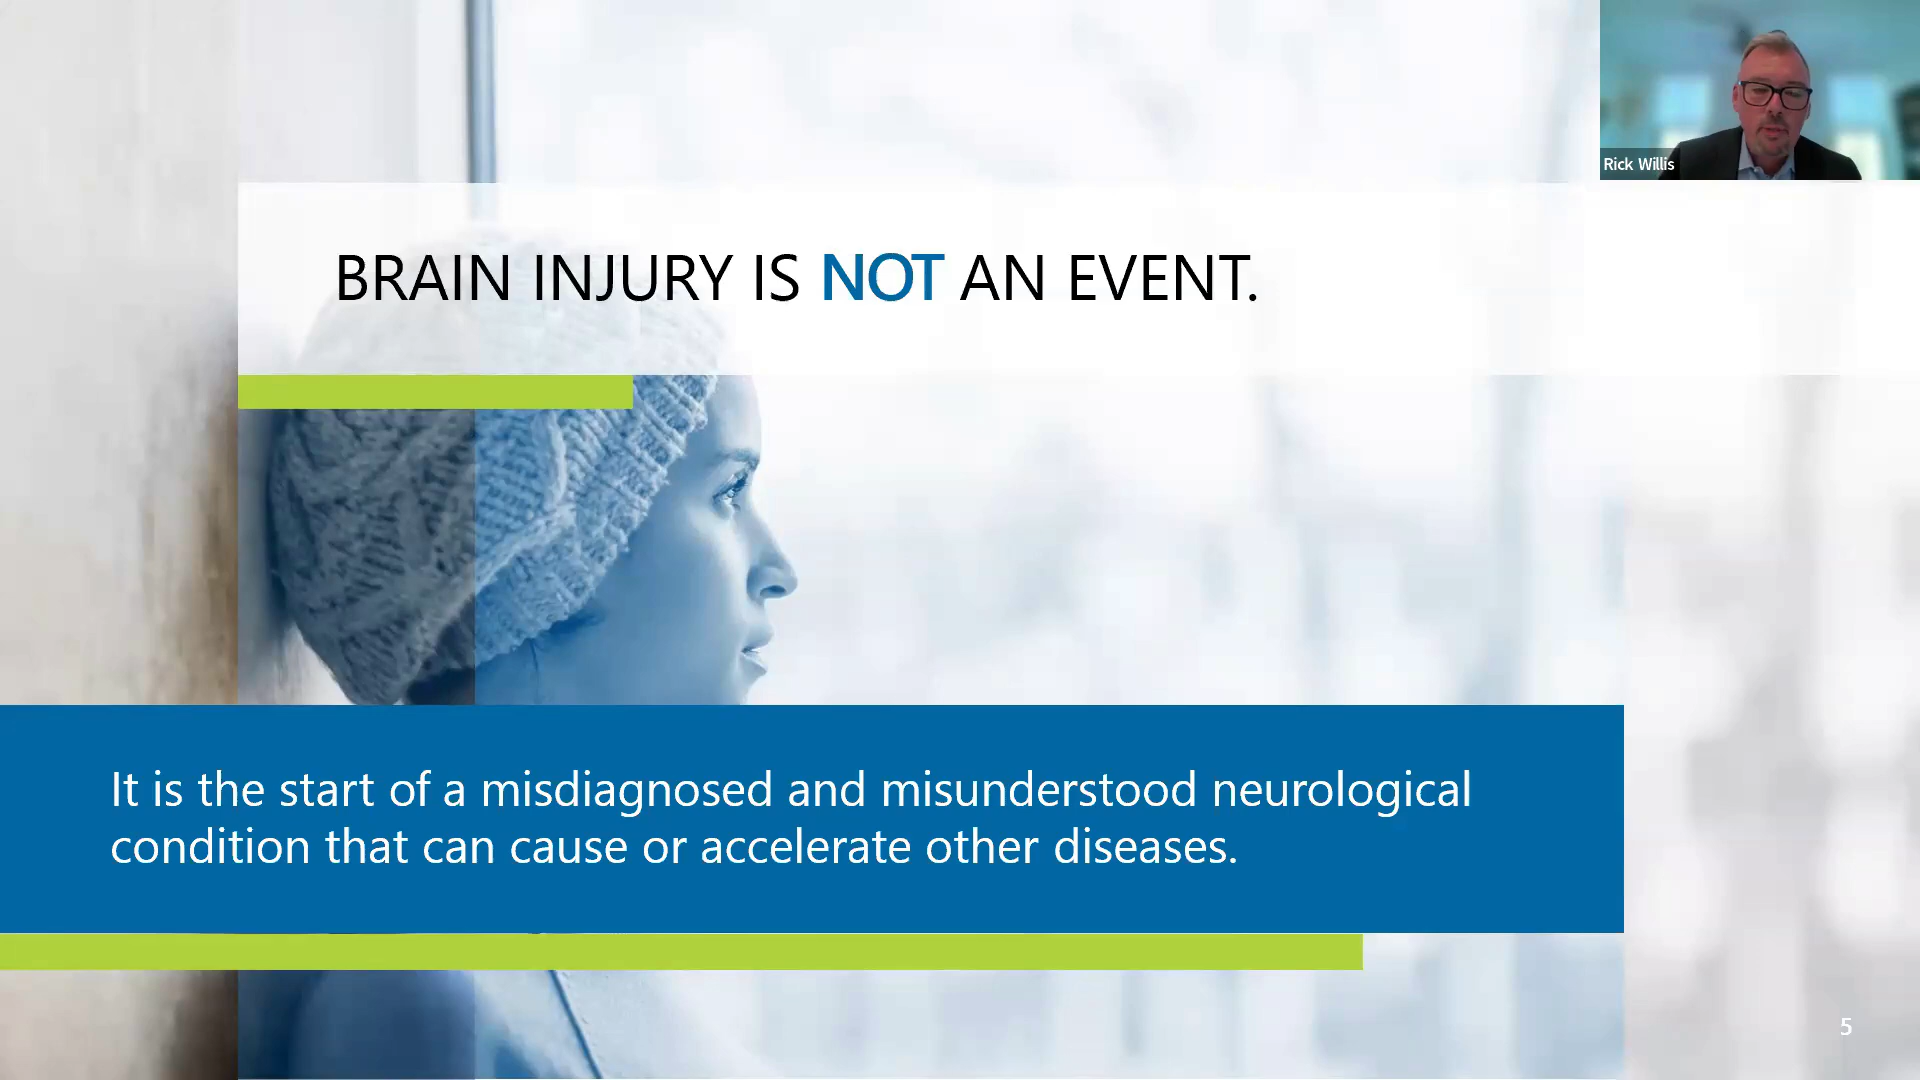 Rick Willis
BRAIN INJURY IS NOT AN EVENT.
It is the start of a misdiagnosed and misunderstood neurological
condition that can cause or accelerate other diseases.
5